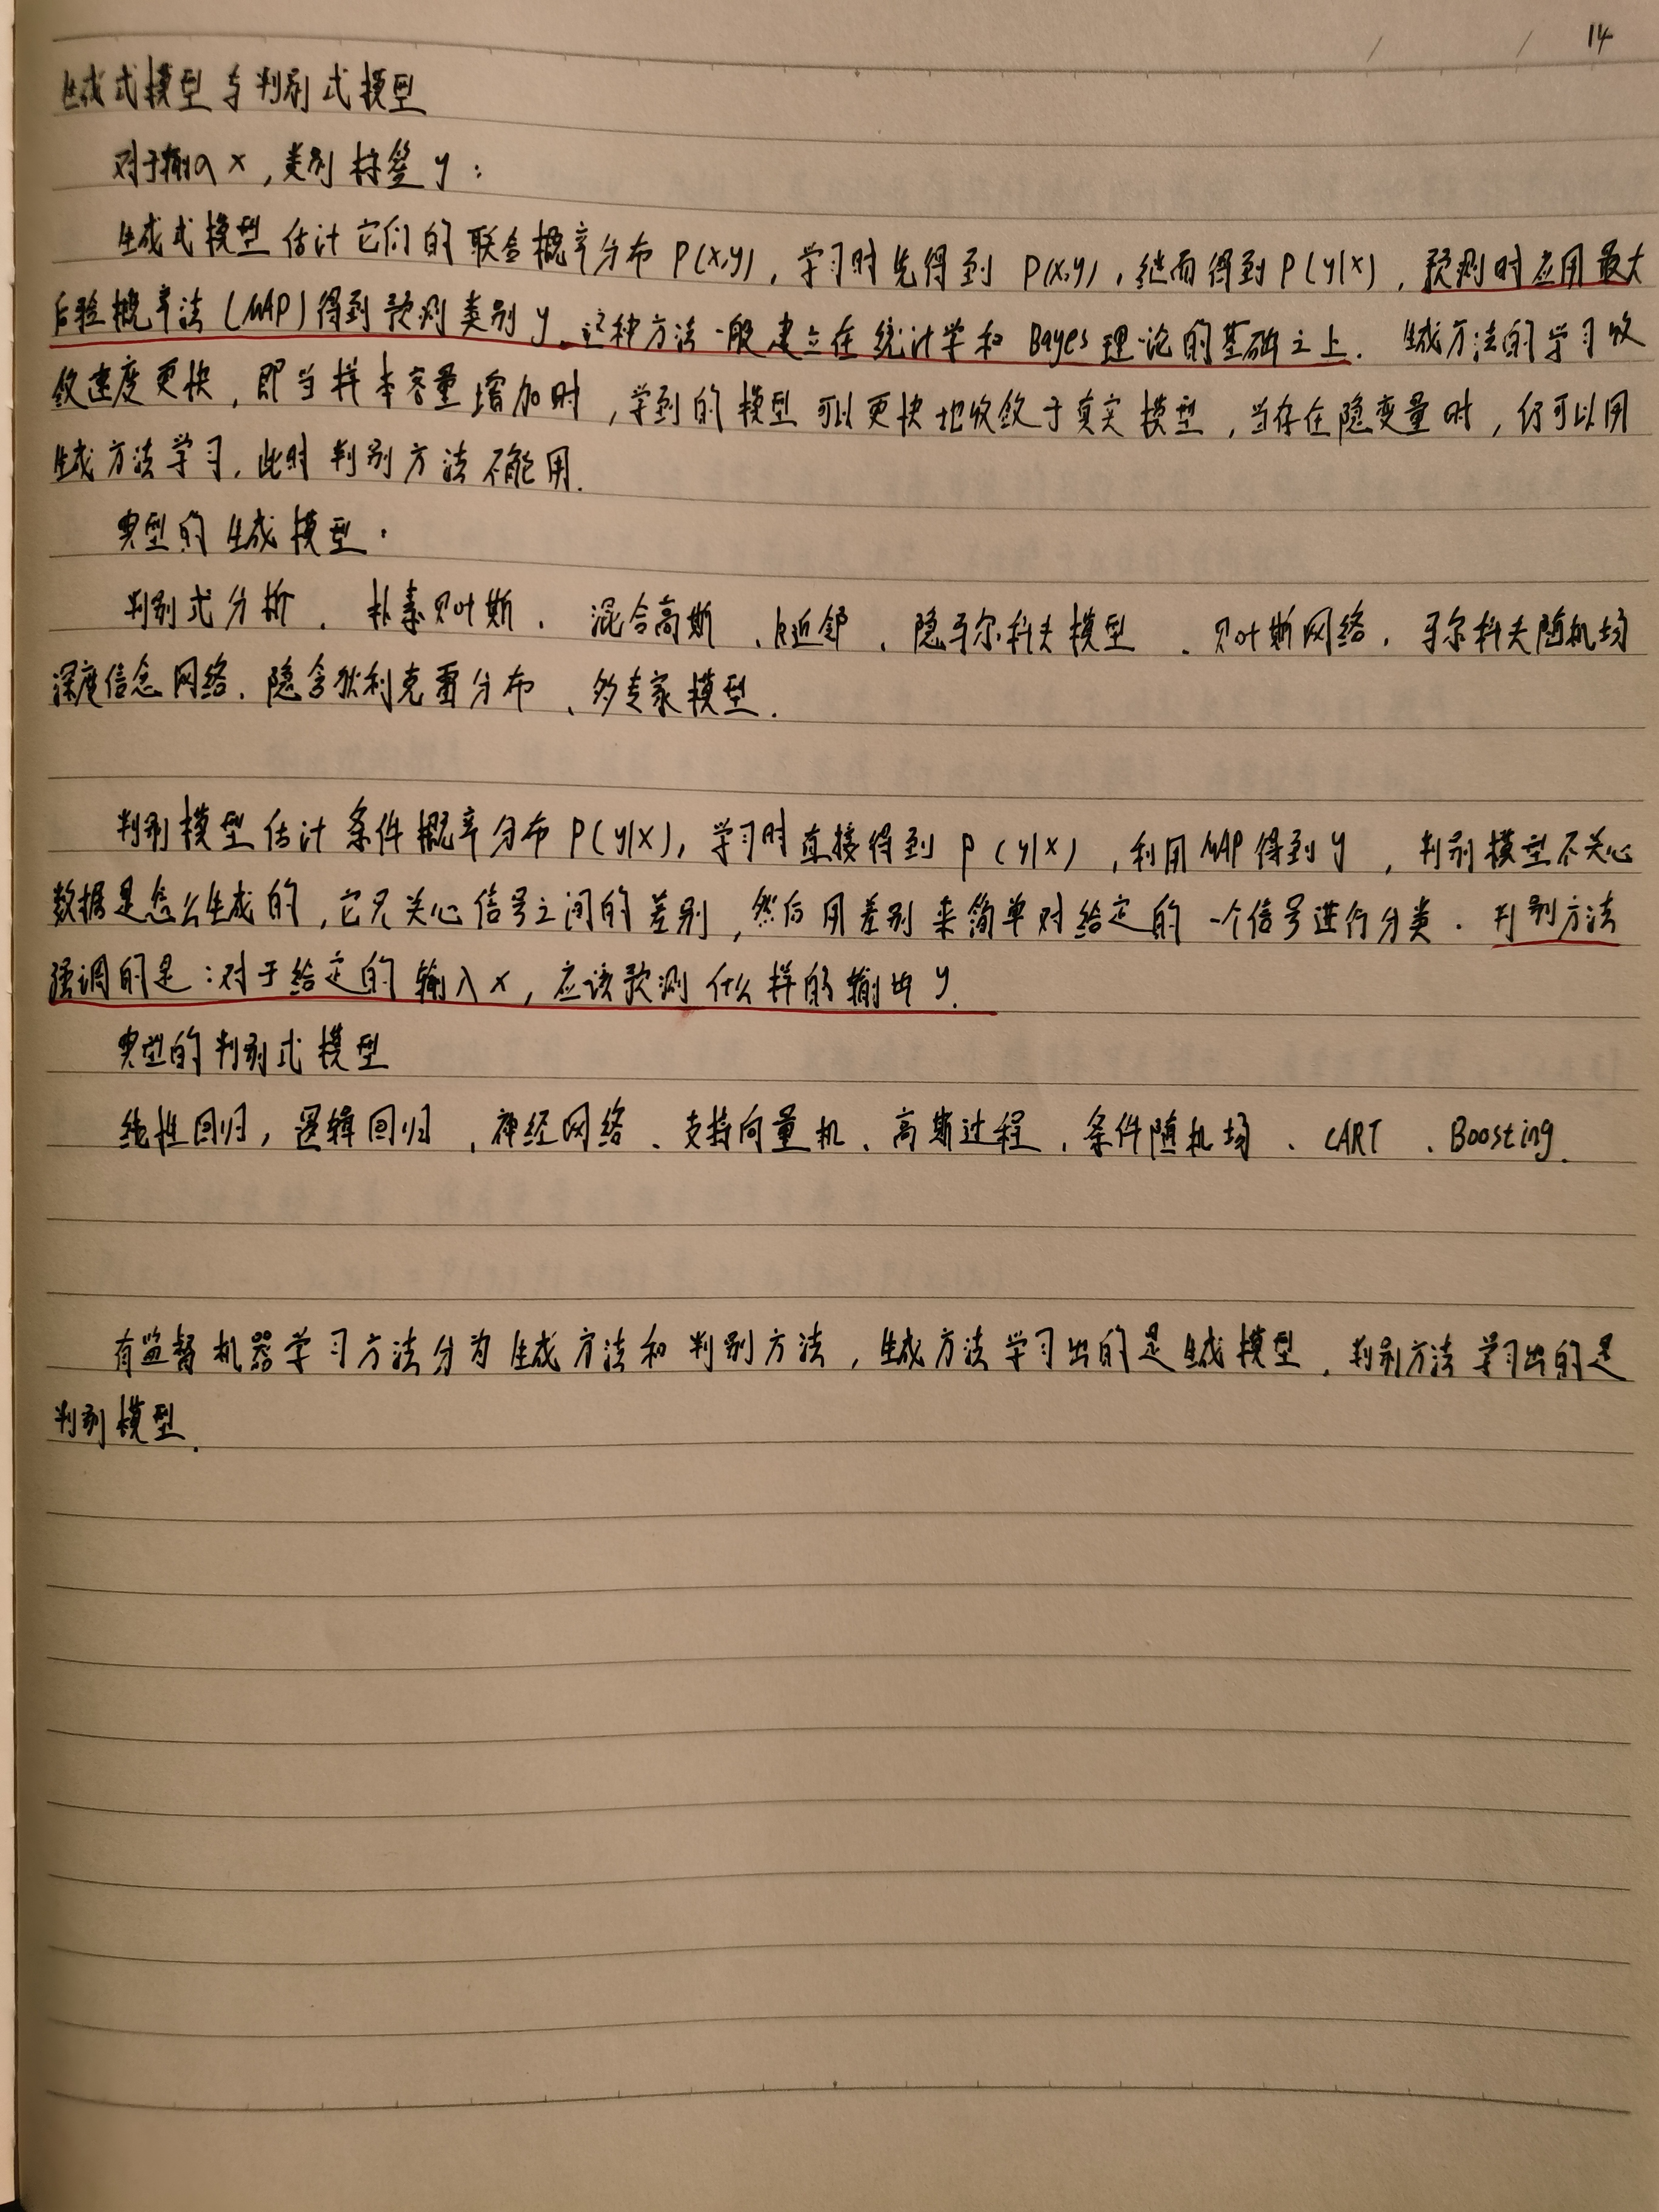 14
生成式模型与判别式模型
对于输入 x，类别标签 y：
生成式模型估计它们的联合概率分布 P(x,y)，学习时先得到 P(x,y)，继而得到 P(y|x)，预测时应用最大
后验概率法（MAP）得到预测类别 y. 这种方法一般建立在统计学和 Bayes 理论的基础之上. 生成方法的学习收
敛速度更快，即当样本容量增加时，学到的模型可以更快地收敛于真实模型，当存在隐变量时，仍可以用
生成方法学习，此时判别方法不能用.
典型的生成模型：
判别式分析、朴素贝叶斯、混合高斯、k近邻、隐马尔科夫模型、贝叶斯网络、马尔科夫随机场
深度信念网络、隐含狄利克雷分布、多专家模型.
判别模型估计条件概率分布 P(y|x)，学习时直接得到 P(y|x)，利用 MAP 得到 y，判别模型不关心
数据是怎么生成的，它只关心信号之间的差别，然后用差别来简单对给定的一个信号进行分类. 判别方法
强调的是：对于给定的输入 x，应该预测什么样的输出 y.
典型的判别式模型
线性回归，逻辑回归，神经网络、支持向量机、高斯过程、条件随机场、CART、Boosting.
有监督机器学习方法分为生成方法和判别方法，生成方法学习出的是生成模型，判别方法学习出的是
判别模型.